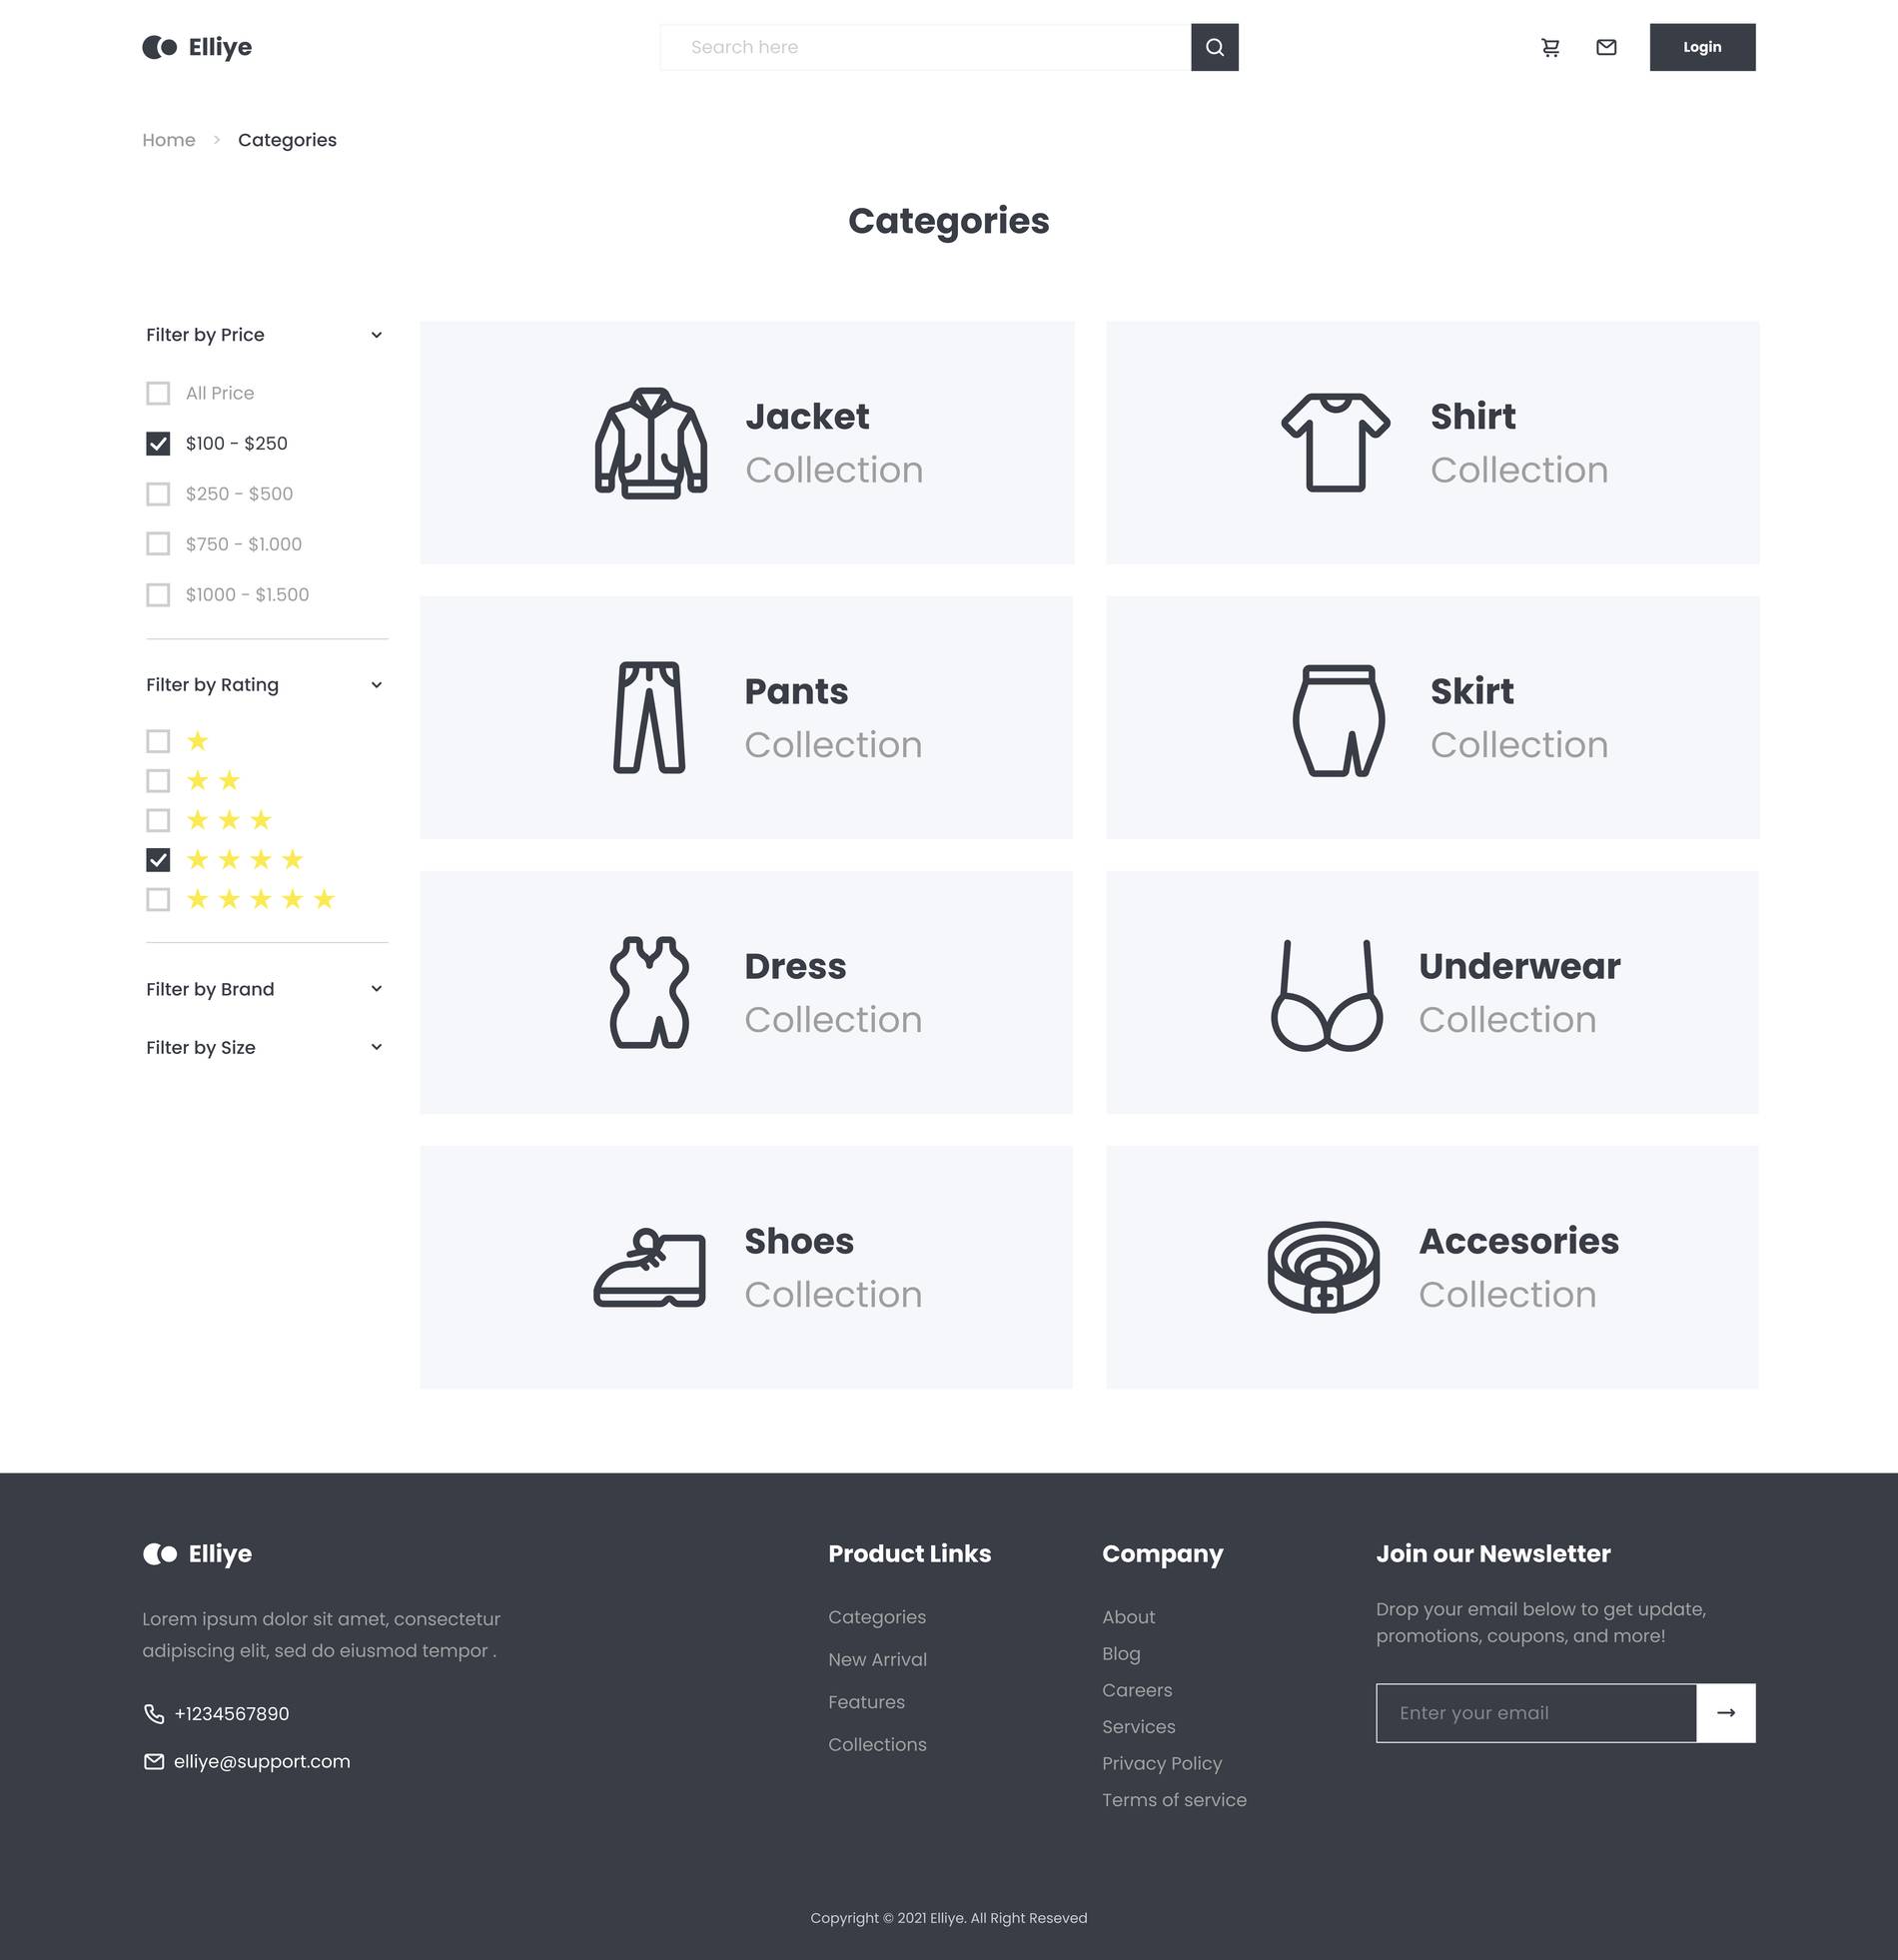 Elliye
Search here
Login
Home > Categories
Categories
Filter by Price
All Price
$100 - $250
$250 - $500
$750 - $1.000
$1000 - $1.500
Filter by Rating
Filter by Brand
Filter by Size
Jacket
Collection
Shirt
Collection
Pants
Collection
Skirt
Collection
Dress
Collection
Underwear
Collection
Shoes
Collection
Accesories
Collection
Elliye
Lorem ipsum dolor sit amet, consectetur
adipiscing elit, sed do eiusmod tempor .
+1234567890
elliye@support.com
Product Links
Categories
New Arrival
Features
Collections
Company
About
Blog
Careers
Services
Privacy Policy
Terms of service
Join our Newsletter
Drop your email below to get update,
promotions, coupons, and more!
Enter your email
Copyright © 2021 Elliye. All Right Reseved